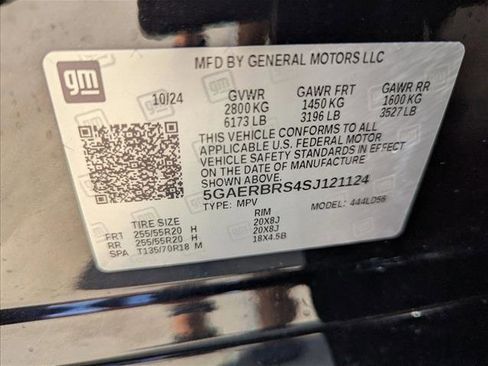 gm
MFD BY GENERAL MOTORS LLC
10/24 GVWR GAWR FRT GAWR RR
2800 KG 1450 KG 1600 KG
6173 LB 3196 LB 3527 LB
THIS VEHICLE CONFORMS TO ALL
APPLICABLE U.S. FEDERAL MOTOR
VEHICLE SAFETY STANDARDS IN EFFECT
ON THE DATE OF MANUFACTURE
SHOWN ABOVE.
5GAERBRS4SJ121124
TYPE: MPV MODEL: 4LD56
TIRE SIZE RIM
FRT 255/55R20 H 20X8J
RR 255/55R20 H 20X8J
SPA T135/70R18 M 18X4.5B